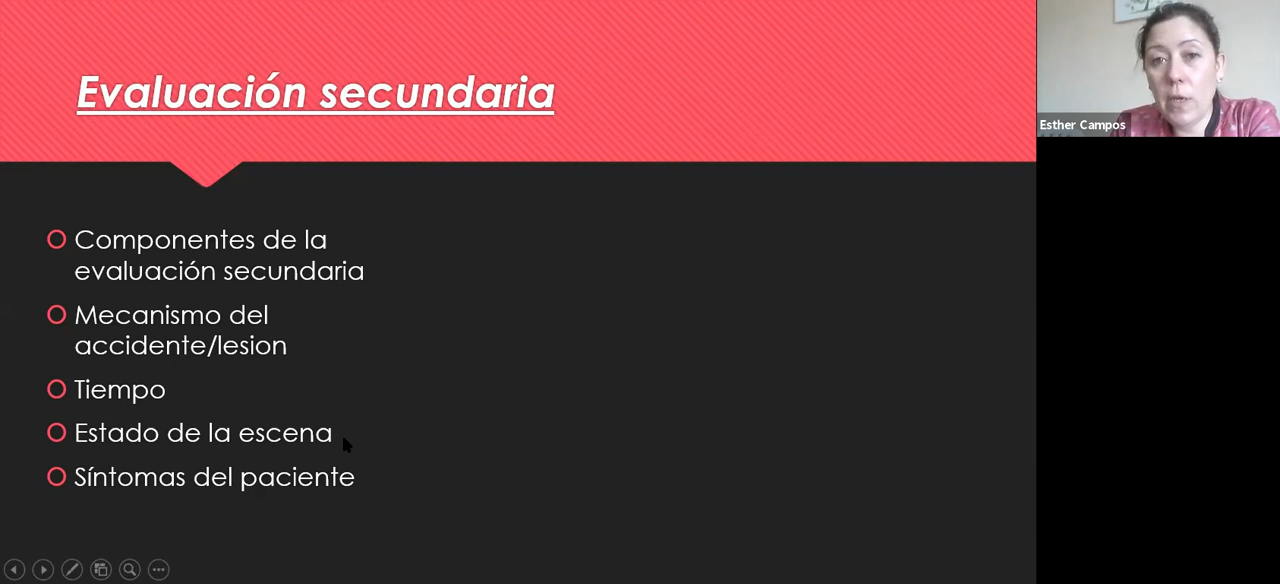 Evaluación secundaria
Esther Campos
Componentes de la
evaluación secundaria
Mecanismo del
accidente/lesion
Tiempo
Estado de la escena
Síntomas del paciente